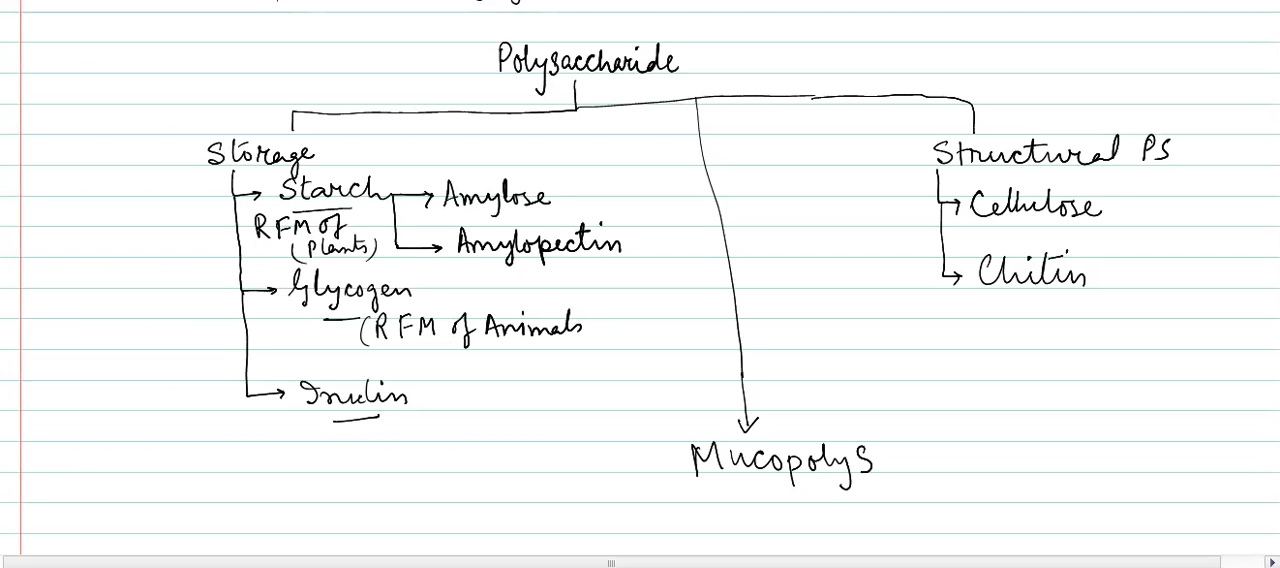 Polysaccharide
Storage
Structural PS
Starch
Amylose
Cellulose
RFM of
(Plants)
Amylopectin
Glycogen
Chitin
(RFM of Animals
Inulin
MucopolyS